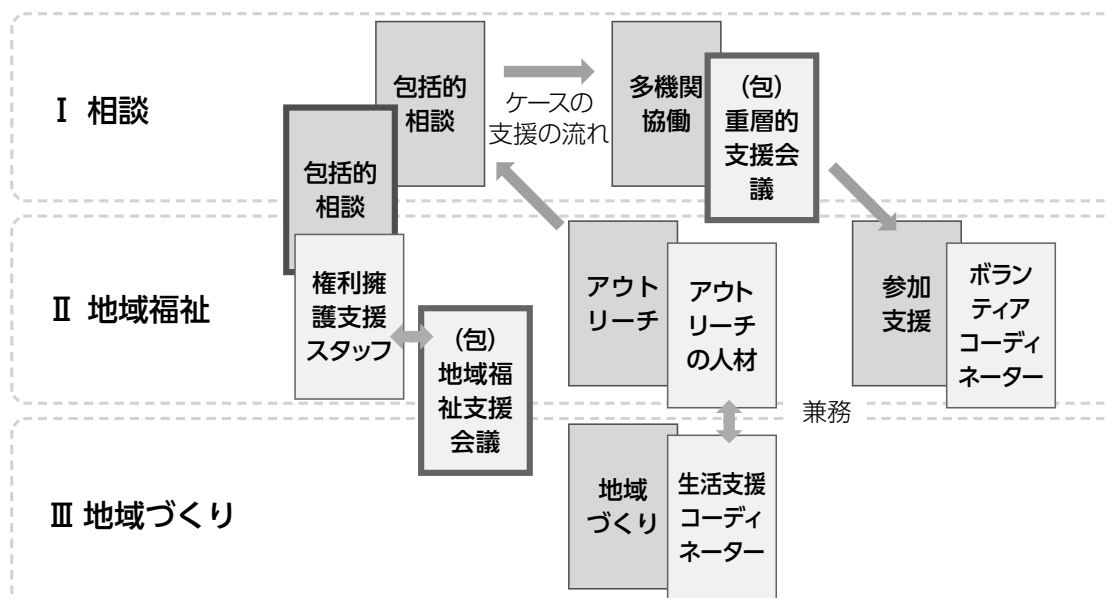 Ⅰ 相談
包括的
相談
ケースの
支援の流れ
多機関
協働
(包)
重層的
支援会
議
包括的
相談
Ⅱ 地域福祉
権利擁
護支援
スタッフ
(包)
地域福
祉支援
会議
アウト
リーチ
アウト
リーチ
の人材
参加
支援
ボラン
ティア
コーディ
ネーター
兼務
Ⅲ 地域づくり
地域
づくり
生活支援
コーディ
ネーター